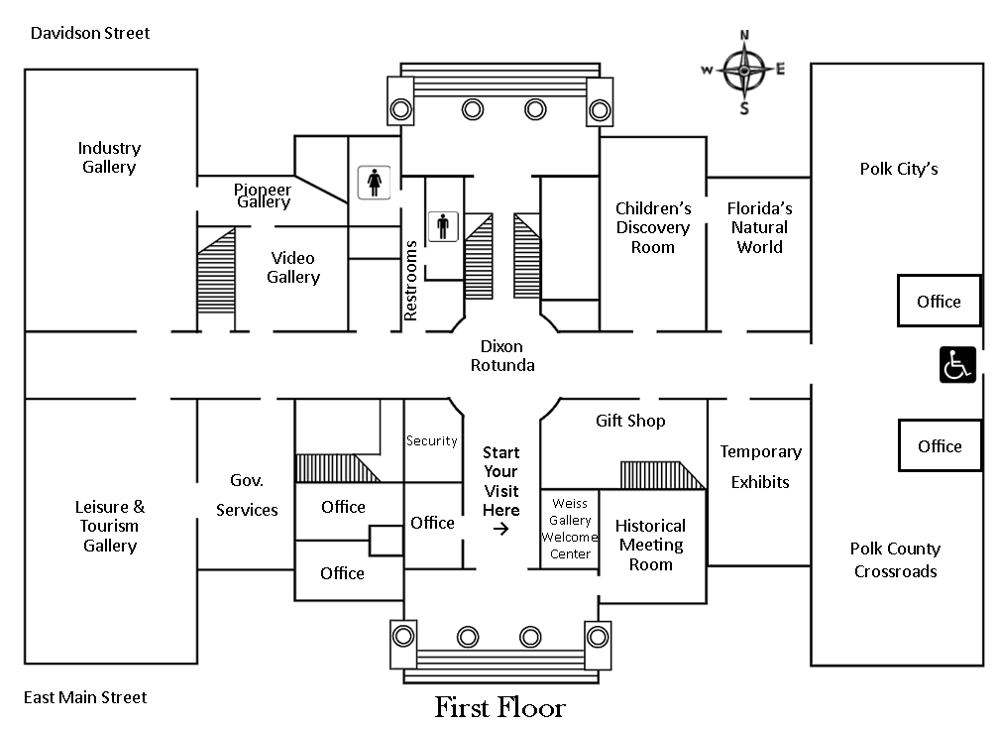 Davidson Street
N
W
E
S
Industry
Gallery
Polk City’s
Pioneer
Gallery
Children’s
Discovery
Room
Florida’s
Natural
World
Video
Gallery
Restrooms
Office
Dixon
Rotunda
Gift Shop
Security
Office
Start
Your
Visit
Here
→
Temporary
Exhibits
Gov.
Services
Leisure &
Tourism
Gallery
Office
Office
Weiss
Gallery
Welcome
Center
Historical
Meeting
Room
Polk County
Crossroads
Office
East Main Street
First Floor